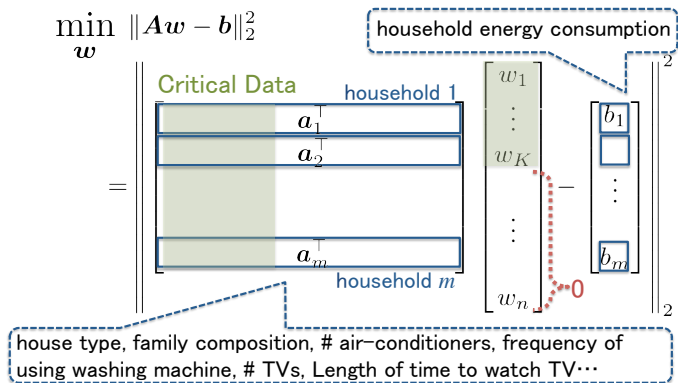 min ‖Aw − b‖₂²
w
household energy consumption
Critical Data
household 1
a₁ᵀ
a₂ᵀ
⋮
aₘᵀ
household m
=
w₁
⋮
w_K
⋮
wₙ
−
b₁
⋮
bₘ
2
2
0
house type, family composition, # air-conditioners, frequency of
using washing machine, # TVs, Length of time to watch TV⋯